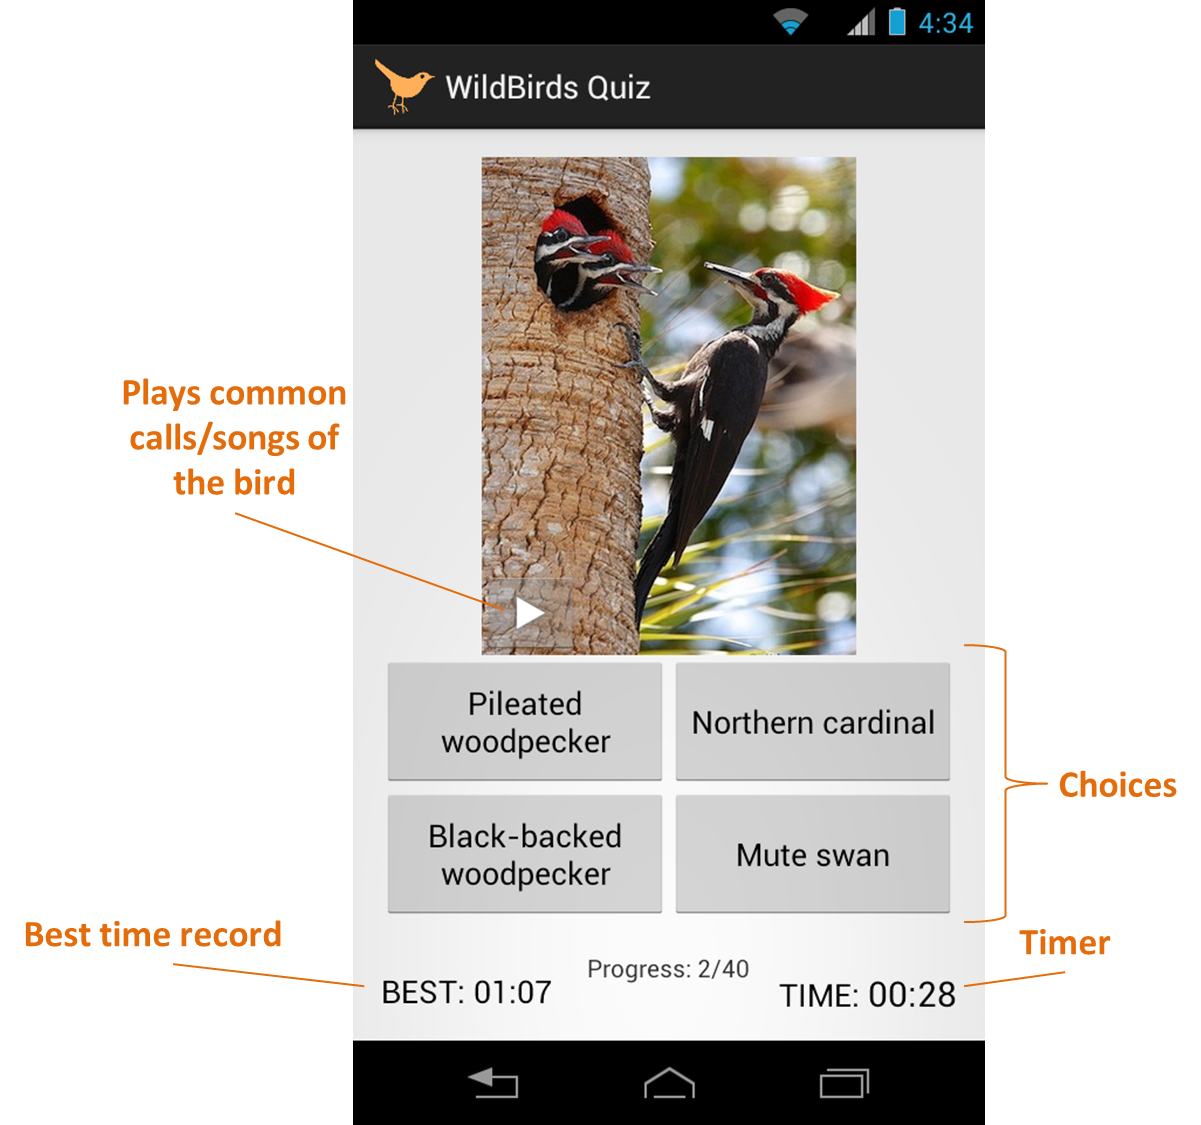 4:34
WildBirds Quiz
Plays common
calls/songs of
the bird
Pileated
woodpecker
Northern cardinal
Black-backed
woodpecker
Mute swan
Choices
Best time record
Timer
Progress: 2/40
BEST: 01:07
TIME: 00:28